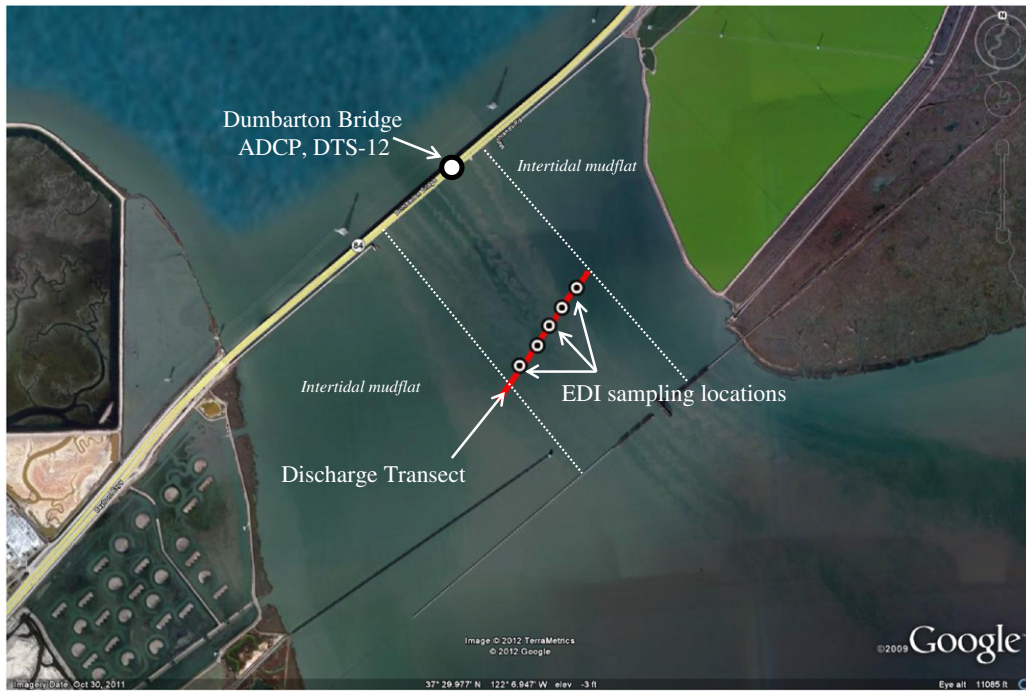 N
Dumbarton Bridge
ADCP, DTS-12
Intertidal mudflat
84
Intertidal mudflat
EDI sampling locations
Discharge Transect
Image © 2012 TerraMetrics
© 2012 Google
©2009 Google
Imagery Date: Oct 30, 2011
37° 29.977' N 122° 6.947' W elev -3 ft
Eye alt 11085 ft